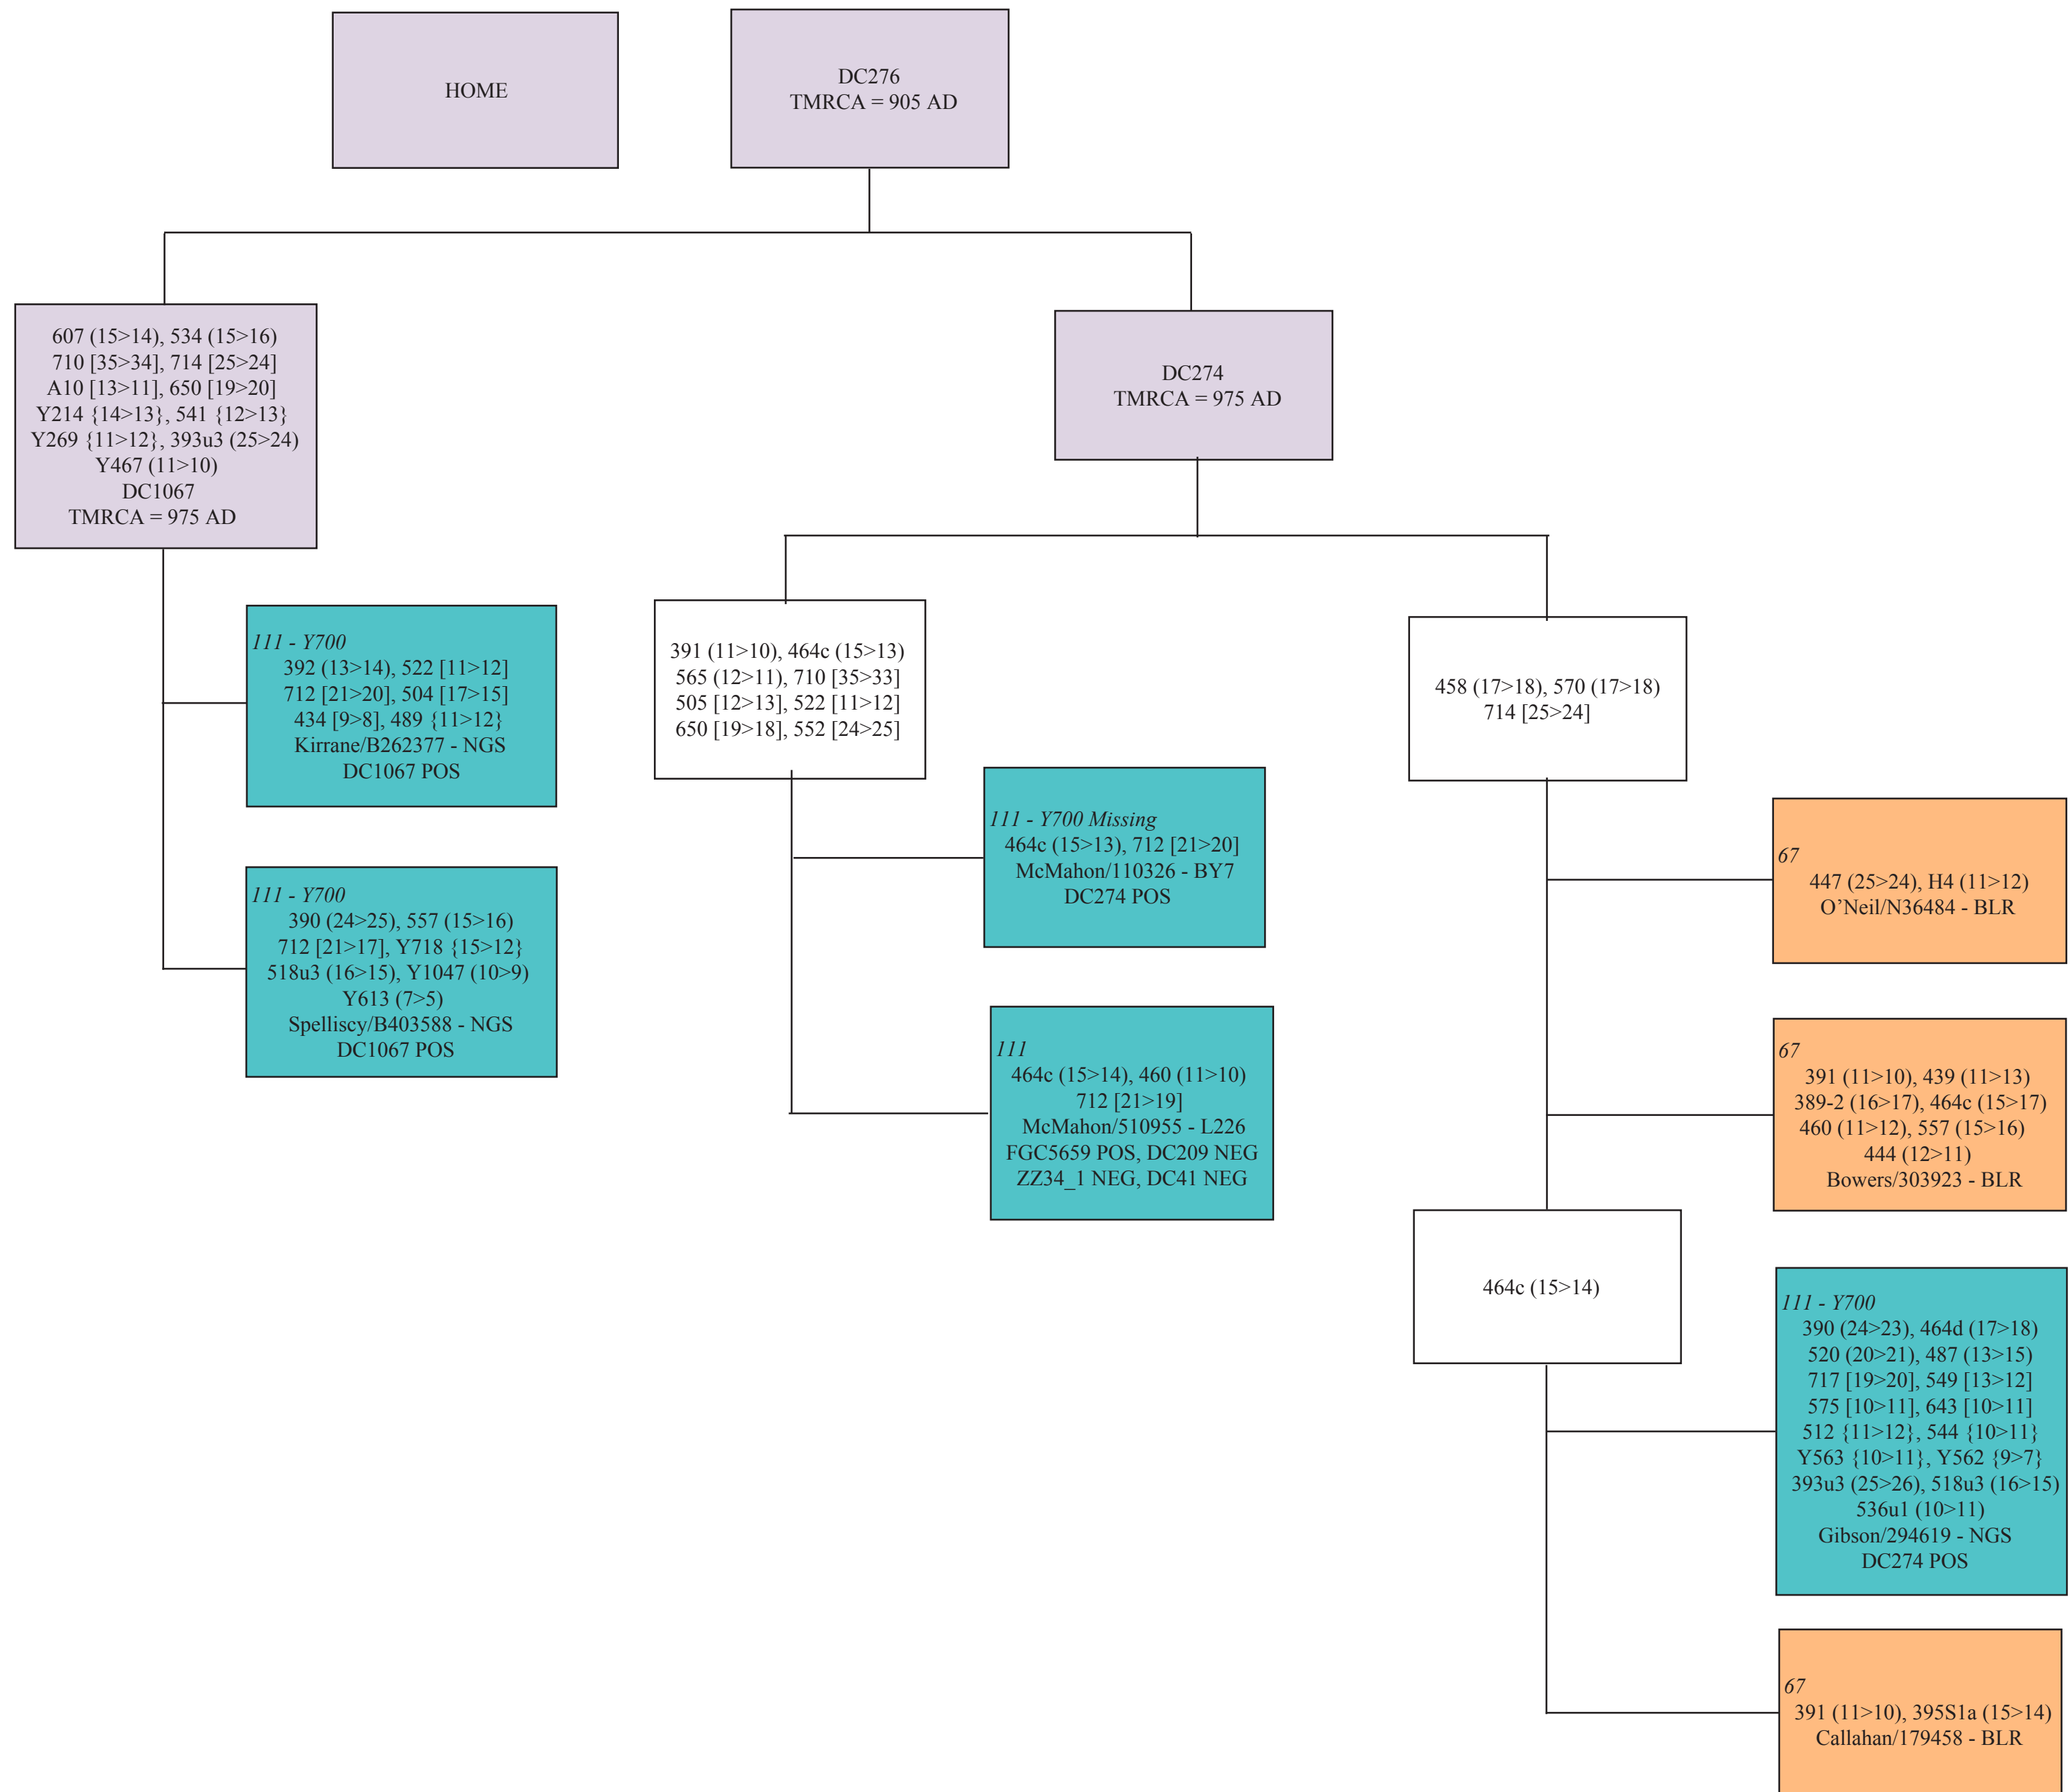 HOME
DC276
TMRCA = 905 AD
607 (15>14), 534 (15>16)
710 [35>34], 714 [25>24]
A10 [13>11], 650 [19>20]
Y214 {14>13}, 541 {12>13}
Y269 {11>12}, 393u3 (25>24)
Y467 (11>10)
DC1067
TMRCA = 975 AD
DC274
TMRCA = 975 AD
111 - Y700
392 (13>14), 522 [11>12]
712 [21>20], 504 [17>15]
434 [9>8], 489 {11>12}
Kirrane/B262377 - NGS
DC1067 POS
111 - Y700
390 (24>25), 557 (15>16)
712 [21>17], Y718 {15>12}
518u3 (16>15), Y1047 (10>9)
Y613 (7>5)
Spelliscy/B403588 - NGS
DC1067 POS
391 (11>10), 464c (15>13)
565 (12>11), 710 [35>33]
505 [12>13], 522 [11>12]
650 [19>18], 552 [24>25]
111 - Y700 Missing
464c (15>13), 712 [21>20]
McMahon/110326 - BY7
DC274 POS
111
464c (15>14), 460 (11>10)
712 [21>19]
McMahon/510955 - L226
FGC5659 POS, DC209 NEG
ZZ34_1 NEG, DC41 NEG
458 (17>18), 570 (17>18)
714 [25>24]
67
447 (25>24), H4 (11>12)
O’Neil/N36484 - BLR
67
391 (11>10), 439 (11>13)
389-2 (16>17), 464c (15>17)
460 (11>12), 557 (15>16)
444 (12>11)
Bowers/303923 - BLR
464c (15>14)
111 - Y700
390 (24>23), 464d (17>18)
520 (20>21), 487 (13>15)
717 [19>20], 549 [13>12]
575 [10>11], 643 [10>11]
512 {11>12}, 544 {10>11}
Y563 {10>11}, Y562 {9>7}
393u3 (25>26), 518u3 (16>15)
536u1 (10>11)
Gibson/294619 - NGS
DC274 POS
67
391 (11>10), 395S1a (15>14)
Callahan/179458 - BLR